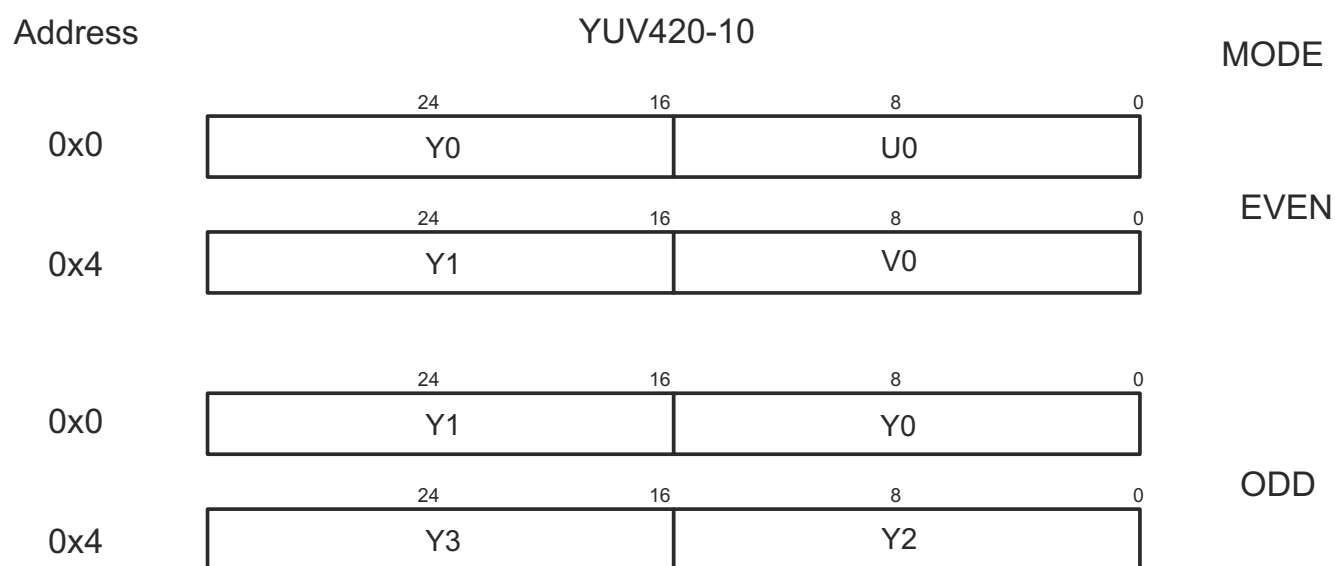 Address YUV420-10
MODE
24 16 8 0
0x0 Y0 U0
EVEN
24 16 8 0
0x4 Y1 V0
24 16 8 0
0x0 Y1 Y0
ODD
24 16 8 0
0x4 Y3 Y2